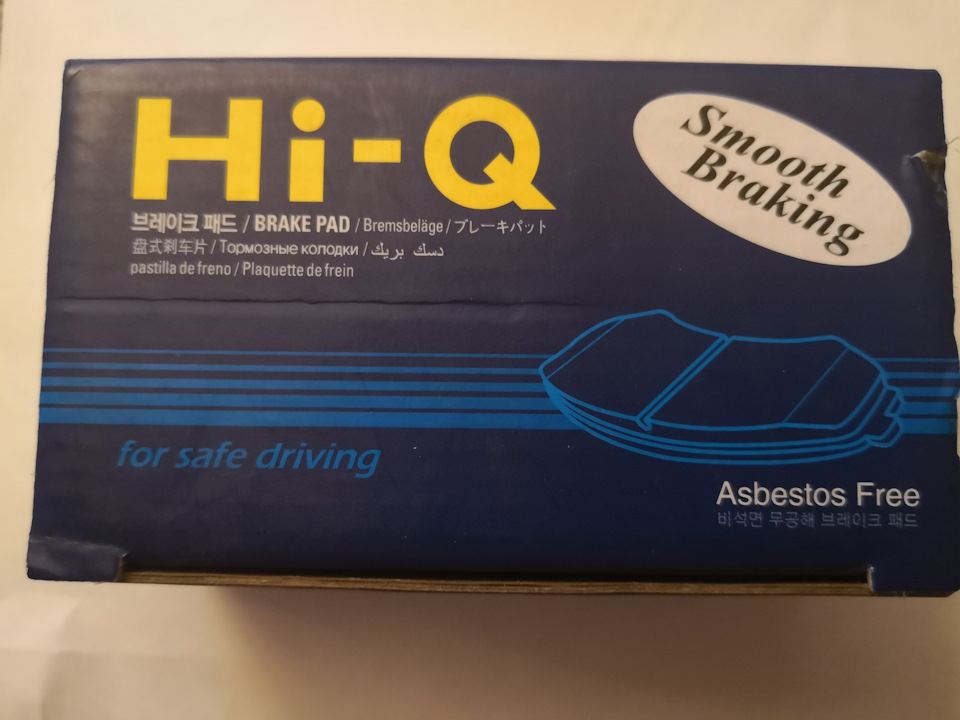 Hi-Q
Smooth
Braking
브레이크 패드 / BRAKE PAD / Bremsbeläge / ブレーキパット
盘式刹车片 / Тормозные колодки / دسك بريك
pastilla de freno / Plaquette de frein
for safe driving
Asbestos Free
비석면 무공해 브레이크 패드